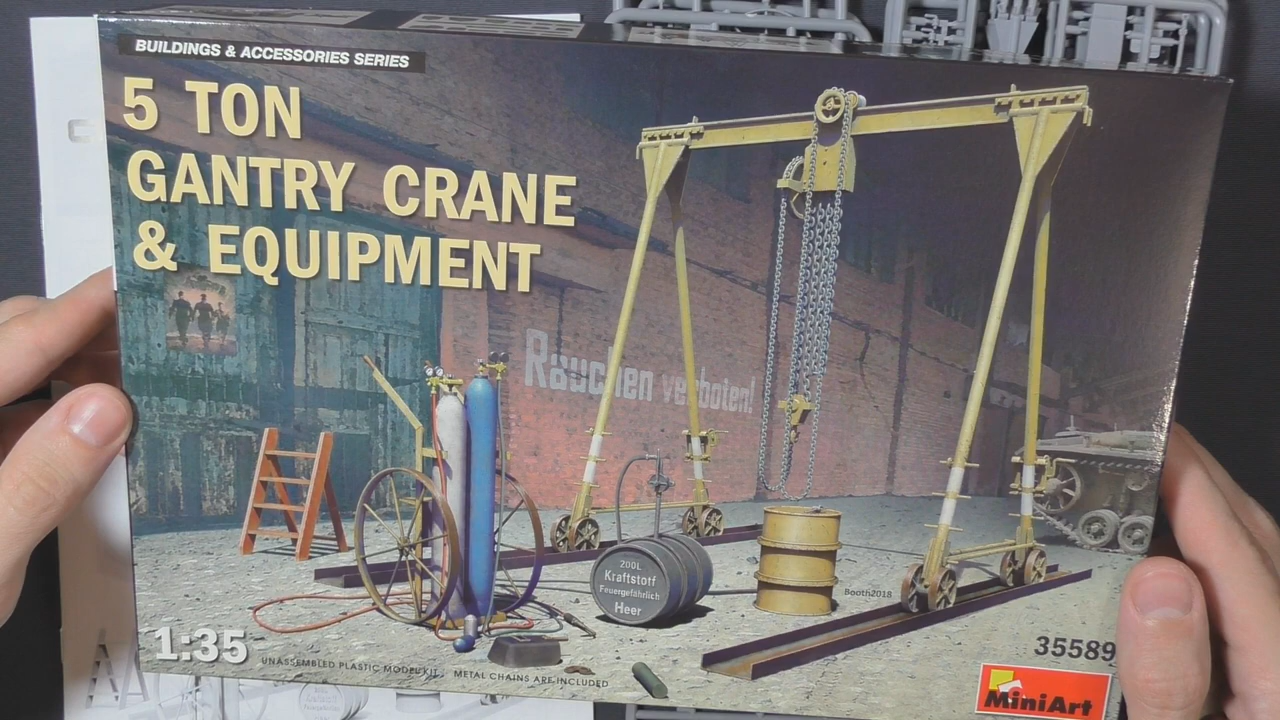 BUILDINGS & ACCESSORIES SERIES
5 TON
GANTRY CRANE
& EQUIPMENT
Rauchen verboten!
200L
Kraftstoff
Feuergefährlich
Heer
Booth2018
1:35
UNASSEMBLED PLASTIC MODEL KIT. METAL CHAINS ARE INCLUDED
35589
MiniArt